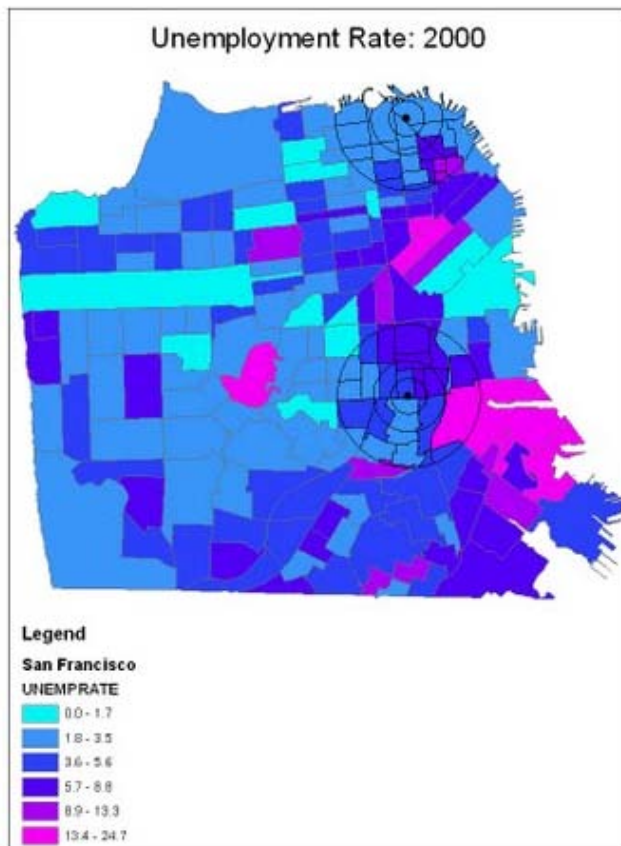 Unemployment Rate: 2000
Legend
San Francisco
UNEMPRATE
0.0 - 1.7
1.8 - 3.5
3.6 - 5.6
5.7 - 8.8
8.9 - 13.3
13.4 - 24.7